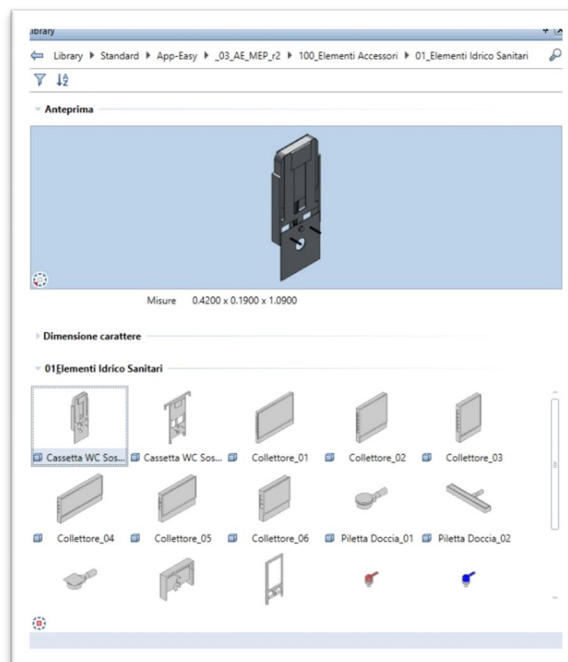 Library
Library Standard App-Easy _03_AE_MEP_r2 100_Elementi Accessori 01_Elementi Idrico Sanitari
Anteprima
Misure 0.4200 x 0.1900 x 1.0900
Dimensione carattere
01_Elementi Idrico Sanitari
Cassetta WC Sos... Cassetta WC Sos... Collettore_01 Collettore_02 Collettore_03
Collettore_04 Collettore_05 Collettore_06 Piletta Doccia_01 Piletta Doccia_02